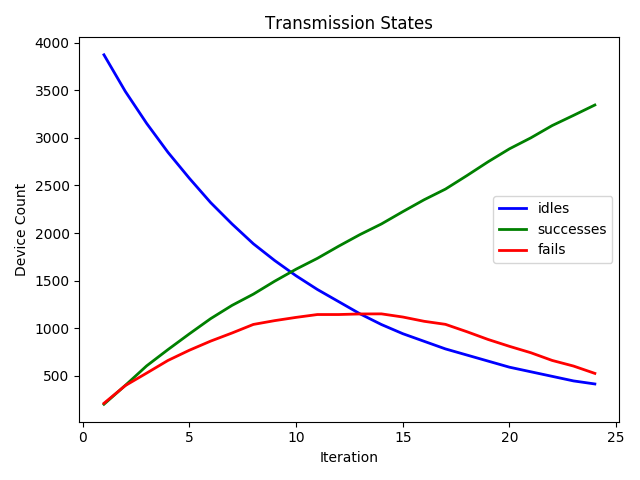 Transmission States
4000
3500
3000
2500
2000
1500
1000
500
Device Count
idles
successes
fails
0 5 10 15 20 25
Iteration